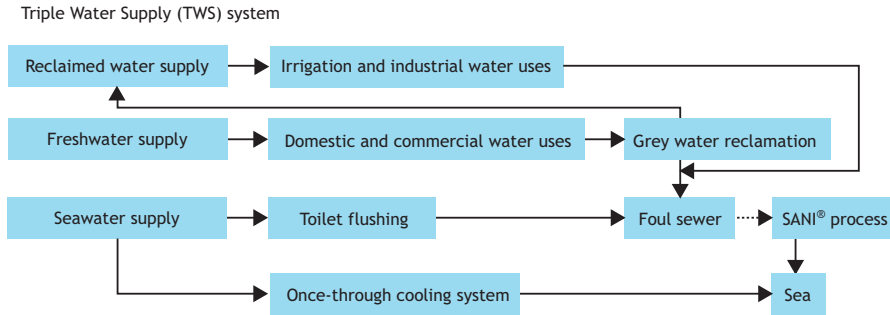 Triple Water Supply (TWS) system
Reclaimed water supply
Irrigation and industrial water uses
Freshwater supply
Domestic and commercial water uses
Grey water reclamation
Seawater supply
Toilet flushing
Foul sewer
SANI® process
Once-through cooling system
Sea